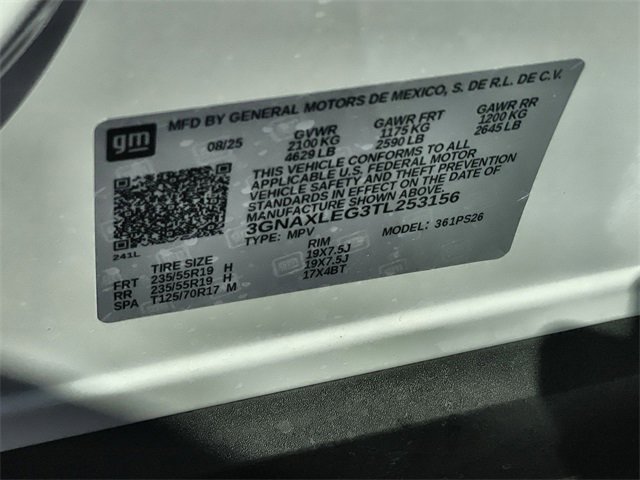 gm
MFD BY GENERAL MOTORS DE MEXICO, S. DE R.L. DE C.V.
08/25 GVWR GAWR FRT GAWR RR
2100 KG 1175 KG 1200 KG
4629 LB 2590 LB 2645 LB
THIS VEHICLE CONFORMS TO ALL
APPLICABLE U.S. FEDERAL MOTOR
VEHICLE SAFETY AND THEFT PREVENTION
STANDARDS IN EFFECT ON THE DATE OF
MANUFACTURE SHOWN ABOVE.
3GNAXLEG3TL253156
TYPE: MPV MODEL: 361PS26
241L
TIRE SIZE RIM
FRT 235/55R19 H 19X7.5J
RR 235/55R19 H 19X7.5J
SPA T125/70R17 M 17X4BT